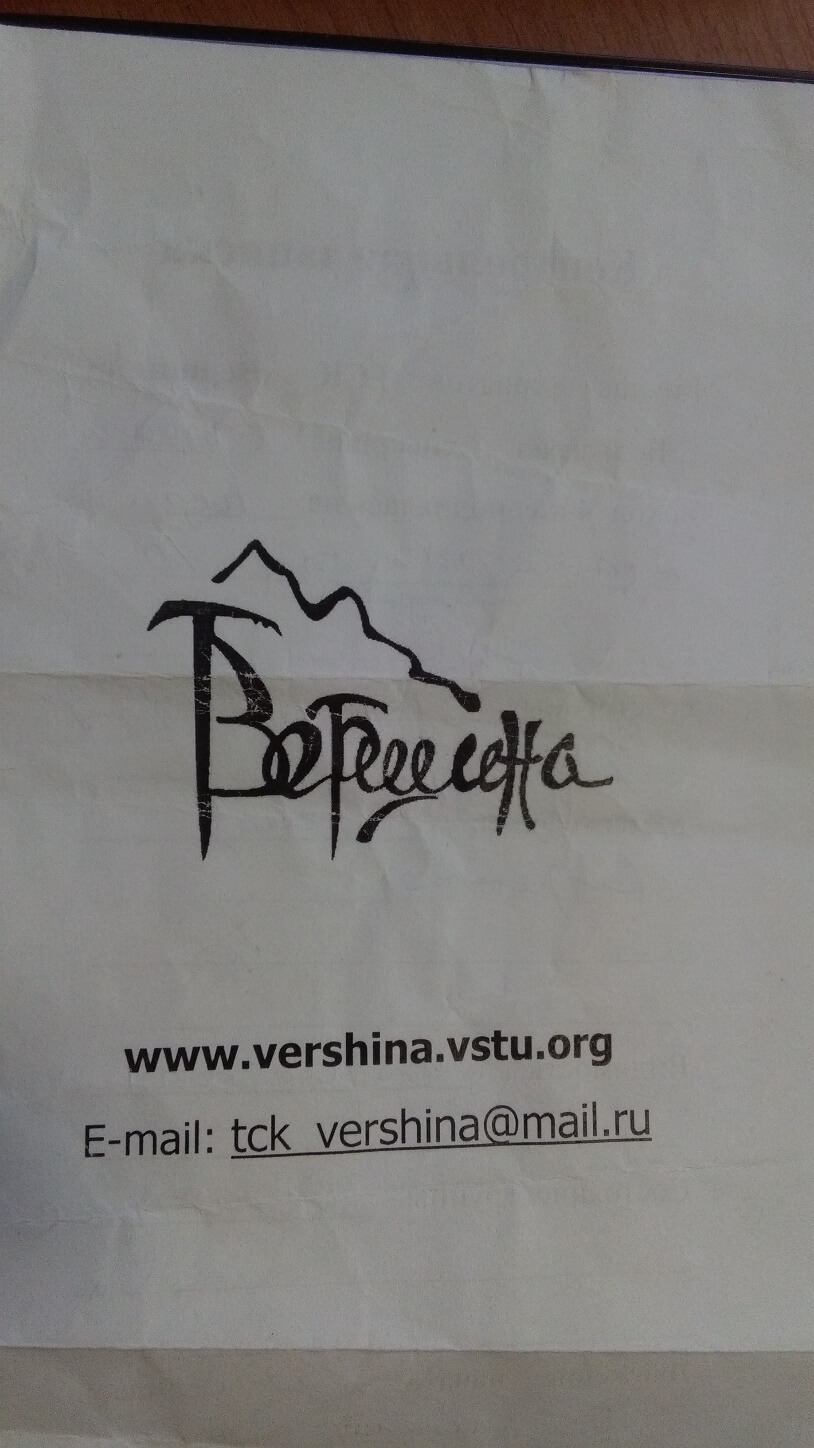 Вершина
www.vershina.vstu.org
E-mail: tck_vershina@mail.ru